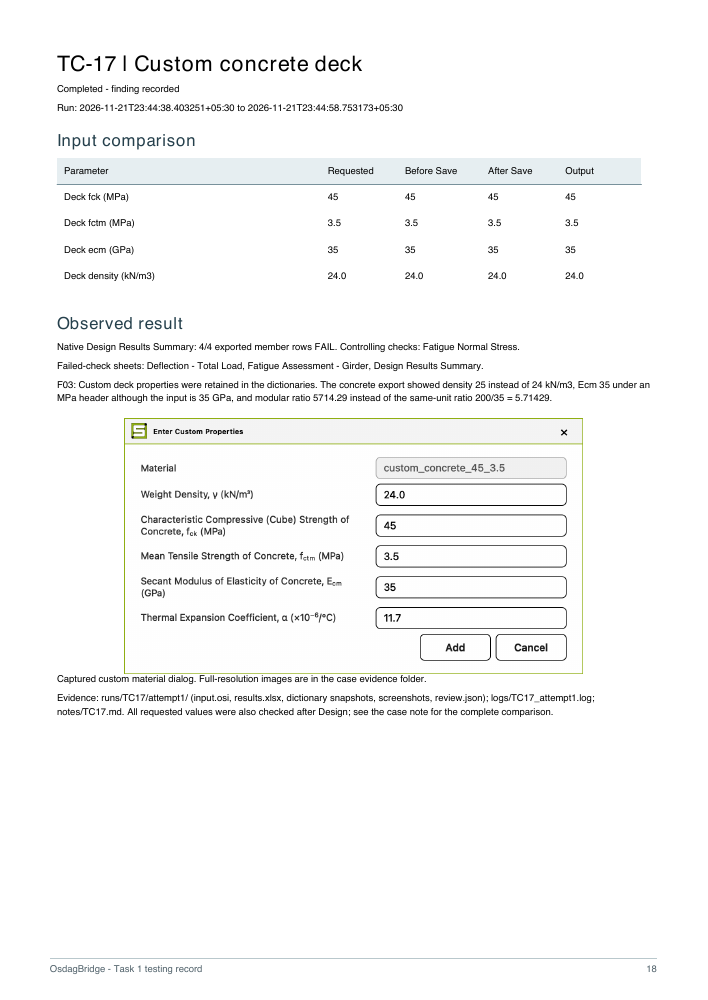 TC-17 | Custom concrete deck
Completed - finding recorded
Run: 2026-11-21T23:44:38.403251+05:30 to 2026-11-21T23:44:58.753173+05:30
Input comparison
Parameter Requested Before Save After Save Output
Deck fck (MPa) 45 45 45 45
Deck fctm (MPa) 3.5 3.5 3.5 3.5
Deck ecm (GPa) 35 35 35 35
Deck density (kN/m3) 24.0 24.0 24.0 24.0
Observed result
Native Design Results Summary: 4/4 exported member rows FAIL. Controlling checks: Fatigue Normal Stress.
Failed-check sheets: Deflection - Total Load, Fatigue Assessment - Girder, Design Results Summary.
F03: Custom deck properties were retained in the dictionaries. The concrete export showed density 25 instead of 24 kN/m3, Ecm 35 under an
MPa header although the input is 35 GPa, and modular ratio 5714.29 instead of the same-unit ratio 200/35 = 5.71429.
Enter Custom Properties ×
Material custom_concrete_45_3.5
Weight Density, γ (kN/m³) 24.0
Characteristic Compressive (Cube) Strength of
Concrete, fck (MPa) 45
Mean Tensile Strength of Concrete, fctm (MPa) 3.5
Secant Modulus of Elasticity of Concrete, Ecm
(GPa) 35
Thermal Expansion Coefficient, α (×10⁻⁶/°C) 11.7
Add Cancel
Captured custom material dialog. Full-resolution images are in the case evidence folder.
Evidence: runs/TC17/attempt1/ (input.osi, results.xlsx, dictionary snapshots, screenshots, review.json); logs/TC17_attempt1.log;
notes/TC17.md. All requested values were also checked after Design; see the case note for the complete comparison.
OsdagBridge - Task 1 testing record 18